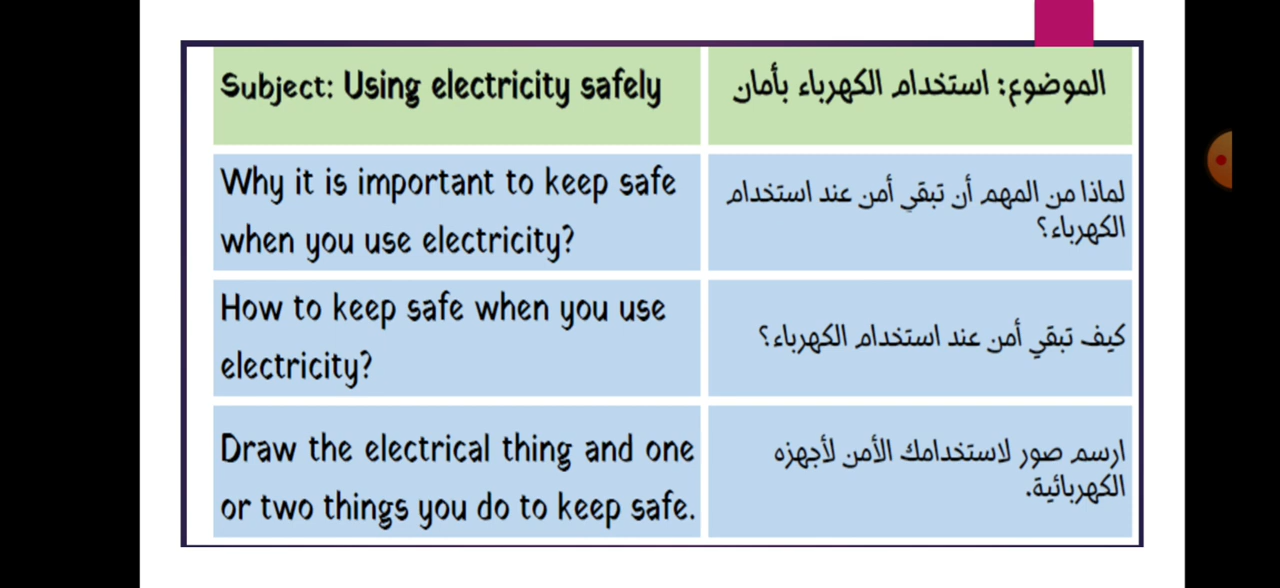 Subject: Using electricity safely
الموضوع: استخدام الكهرباء بأمان
Why it is important to keep safe
when you use electricity?
لماذا من المهم أن تبقي أمن عند استخدام
الكهرباء؟
How to keep safe when you use
electricity?
كيف تبقي أمن عند استخدام الكهرباء؟
Draw the electrical thing and one
or two things you do to keep safe.
ارسم صور لاستخدامك الأمن لأجهزه
الكهربائية.